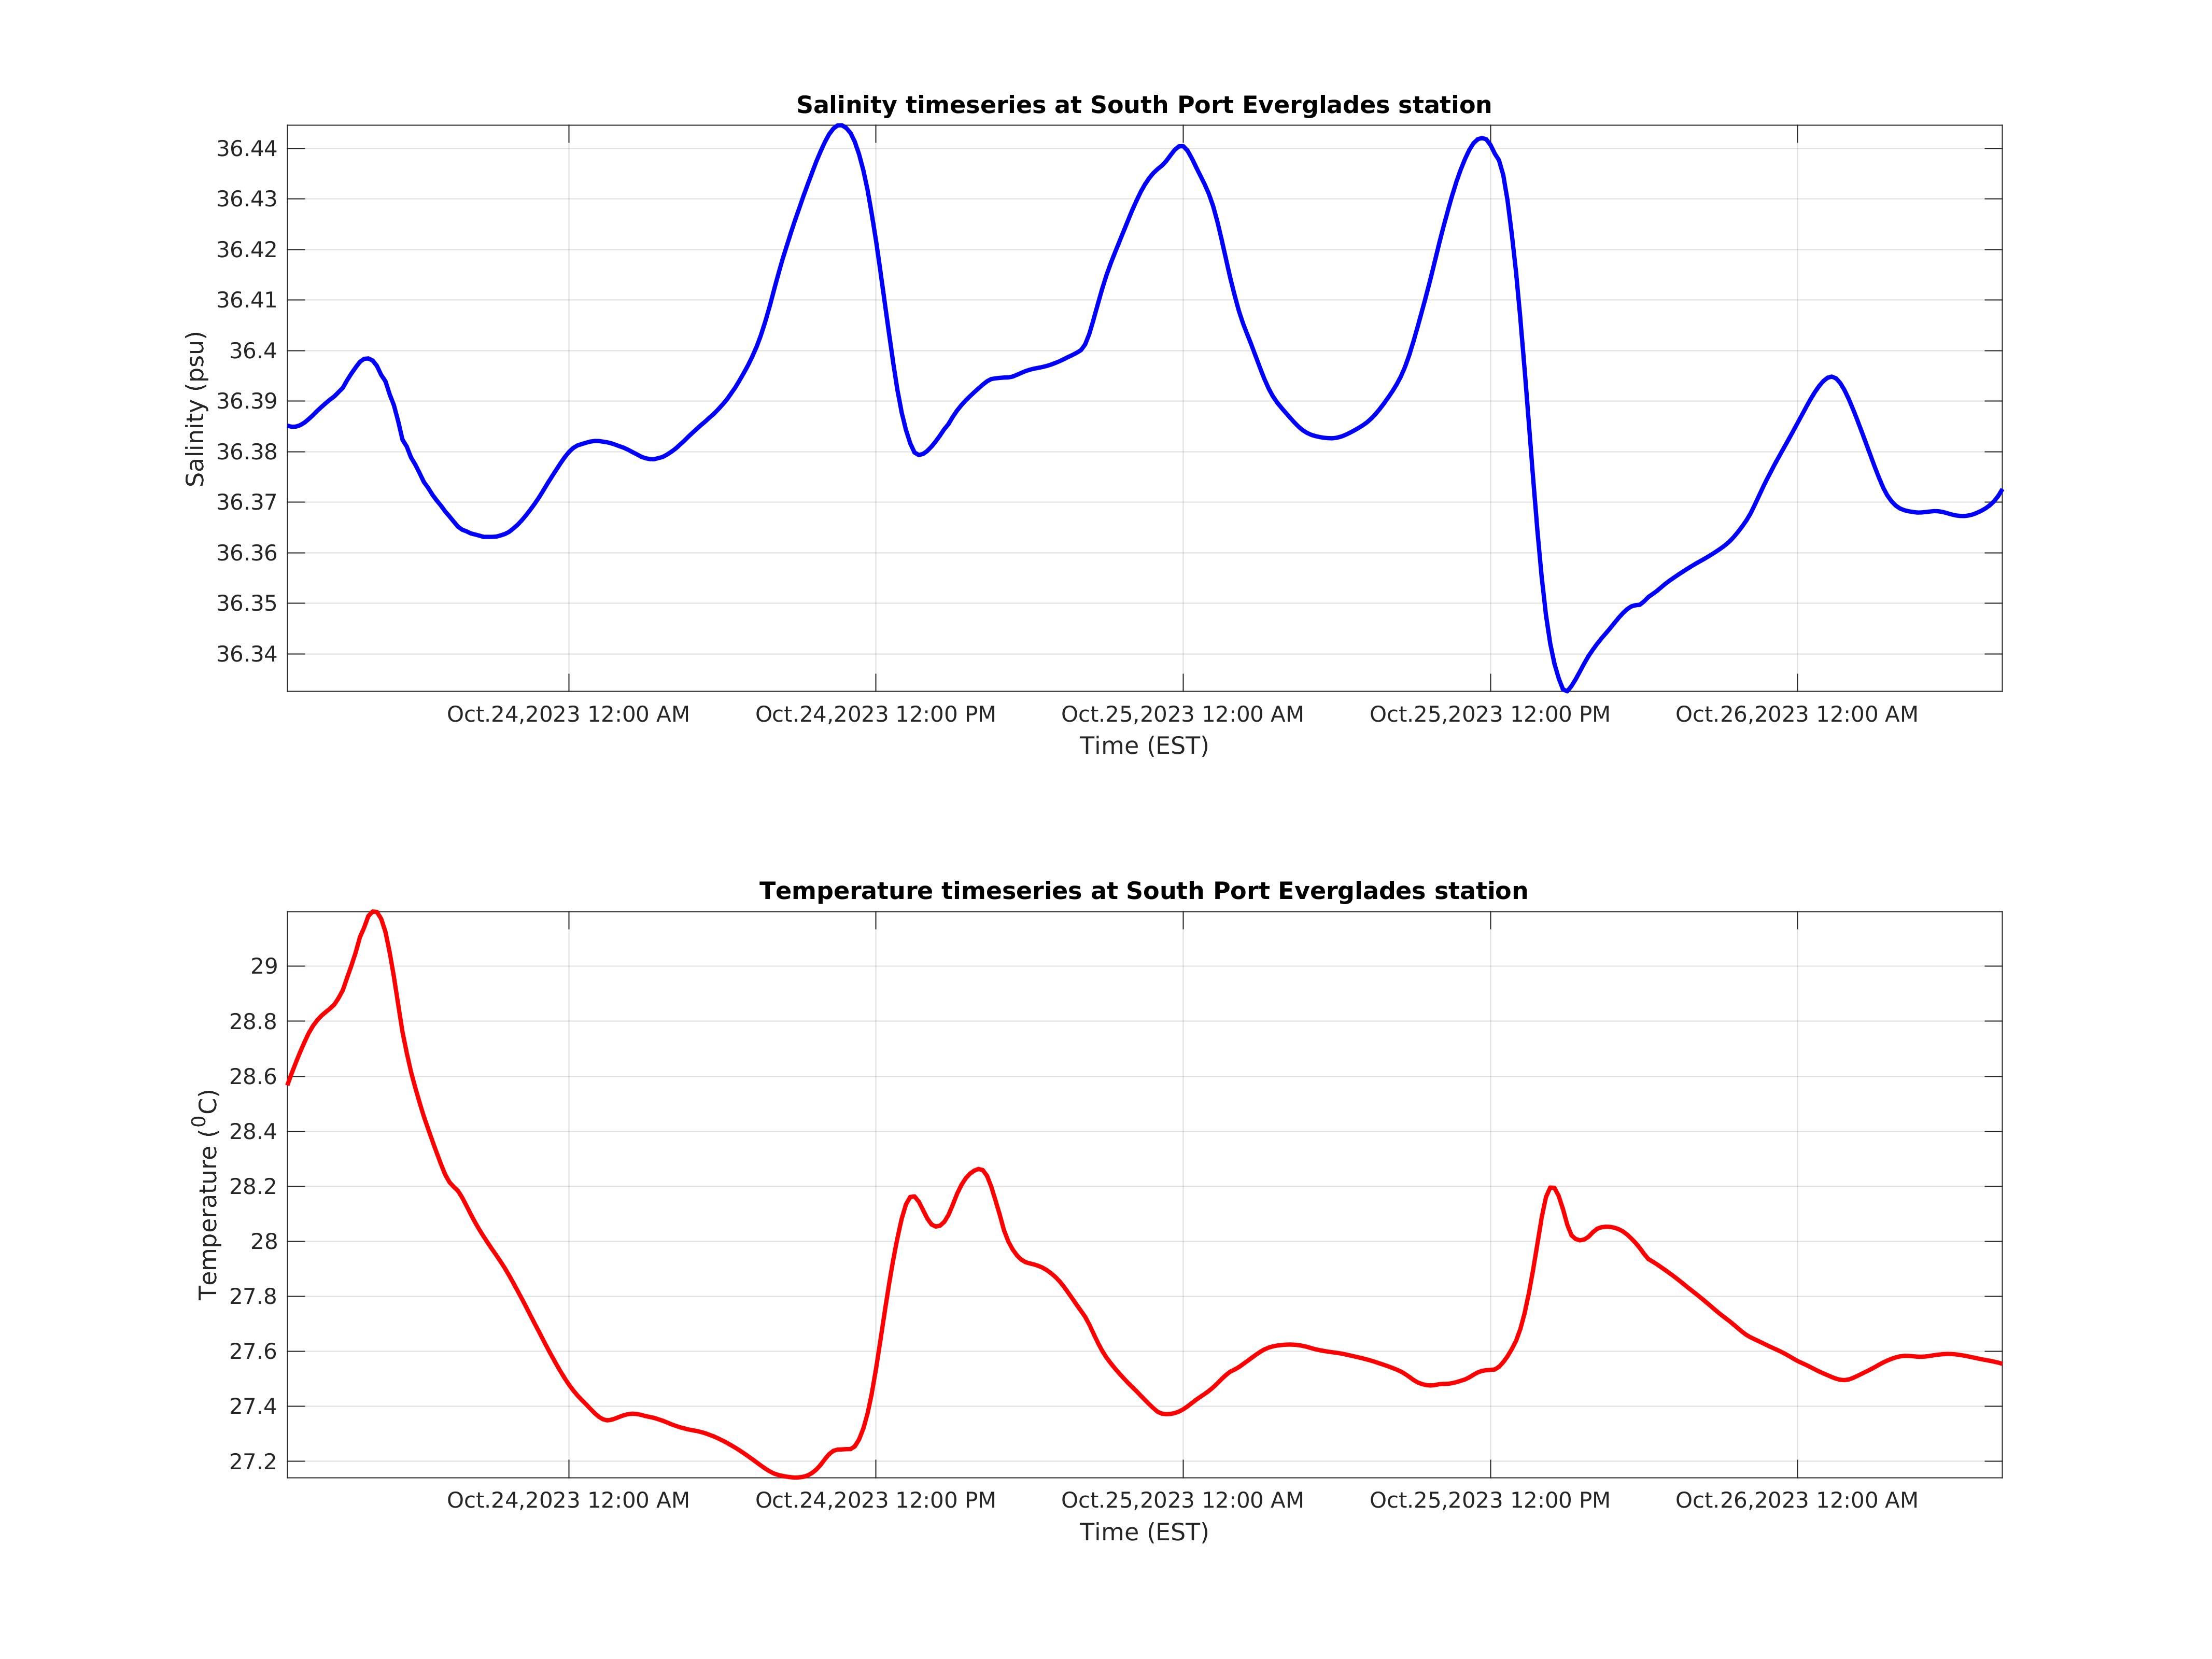 Salinity timeseries at South Port Everglades station
36.44
36.43
36.42
36.41
36.4
36.39
36.38
36.37
36.36
36.35
36.34
Salinity (psu)
Oct.24,2023 12:00 AM Oct.24,2023 12:00 PM Oct.25,2023 12:00 AM Oct.25,2023 12:00 PM Oct.26,2023 12:00 AM
Time (EST)
Temperature timeseries at South Port Everglades station
29
28.8
28.6
28.4
28.2
28
27.8
27.6
27.4
27.2
Temperature (⁰C)
Oct.24,2023 12:00 AM Oct.24,2023 12:00 PM Oct.25,2023 12:00 AM Oct.25,2023 12:00 PM Oct.26,2023 12:00 AM
Time (EST)